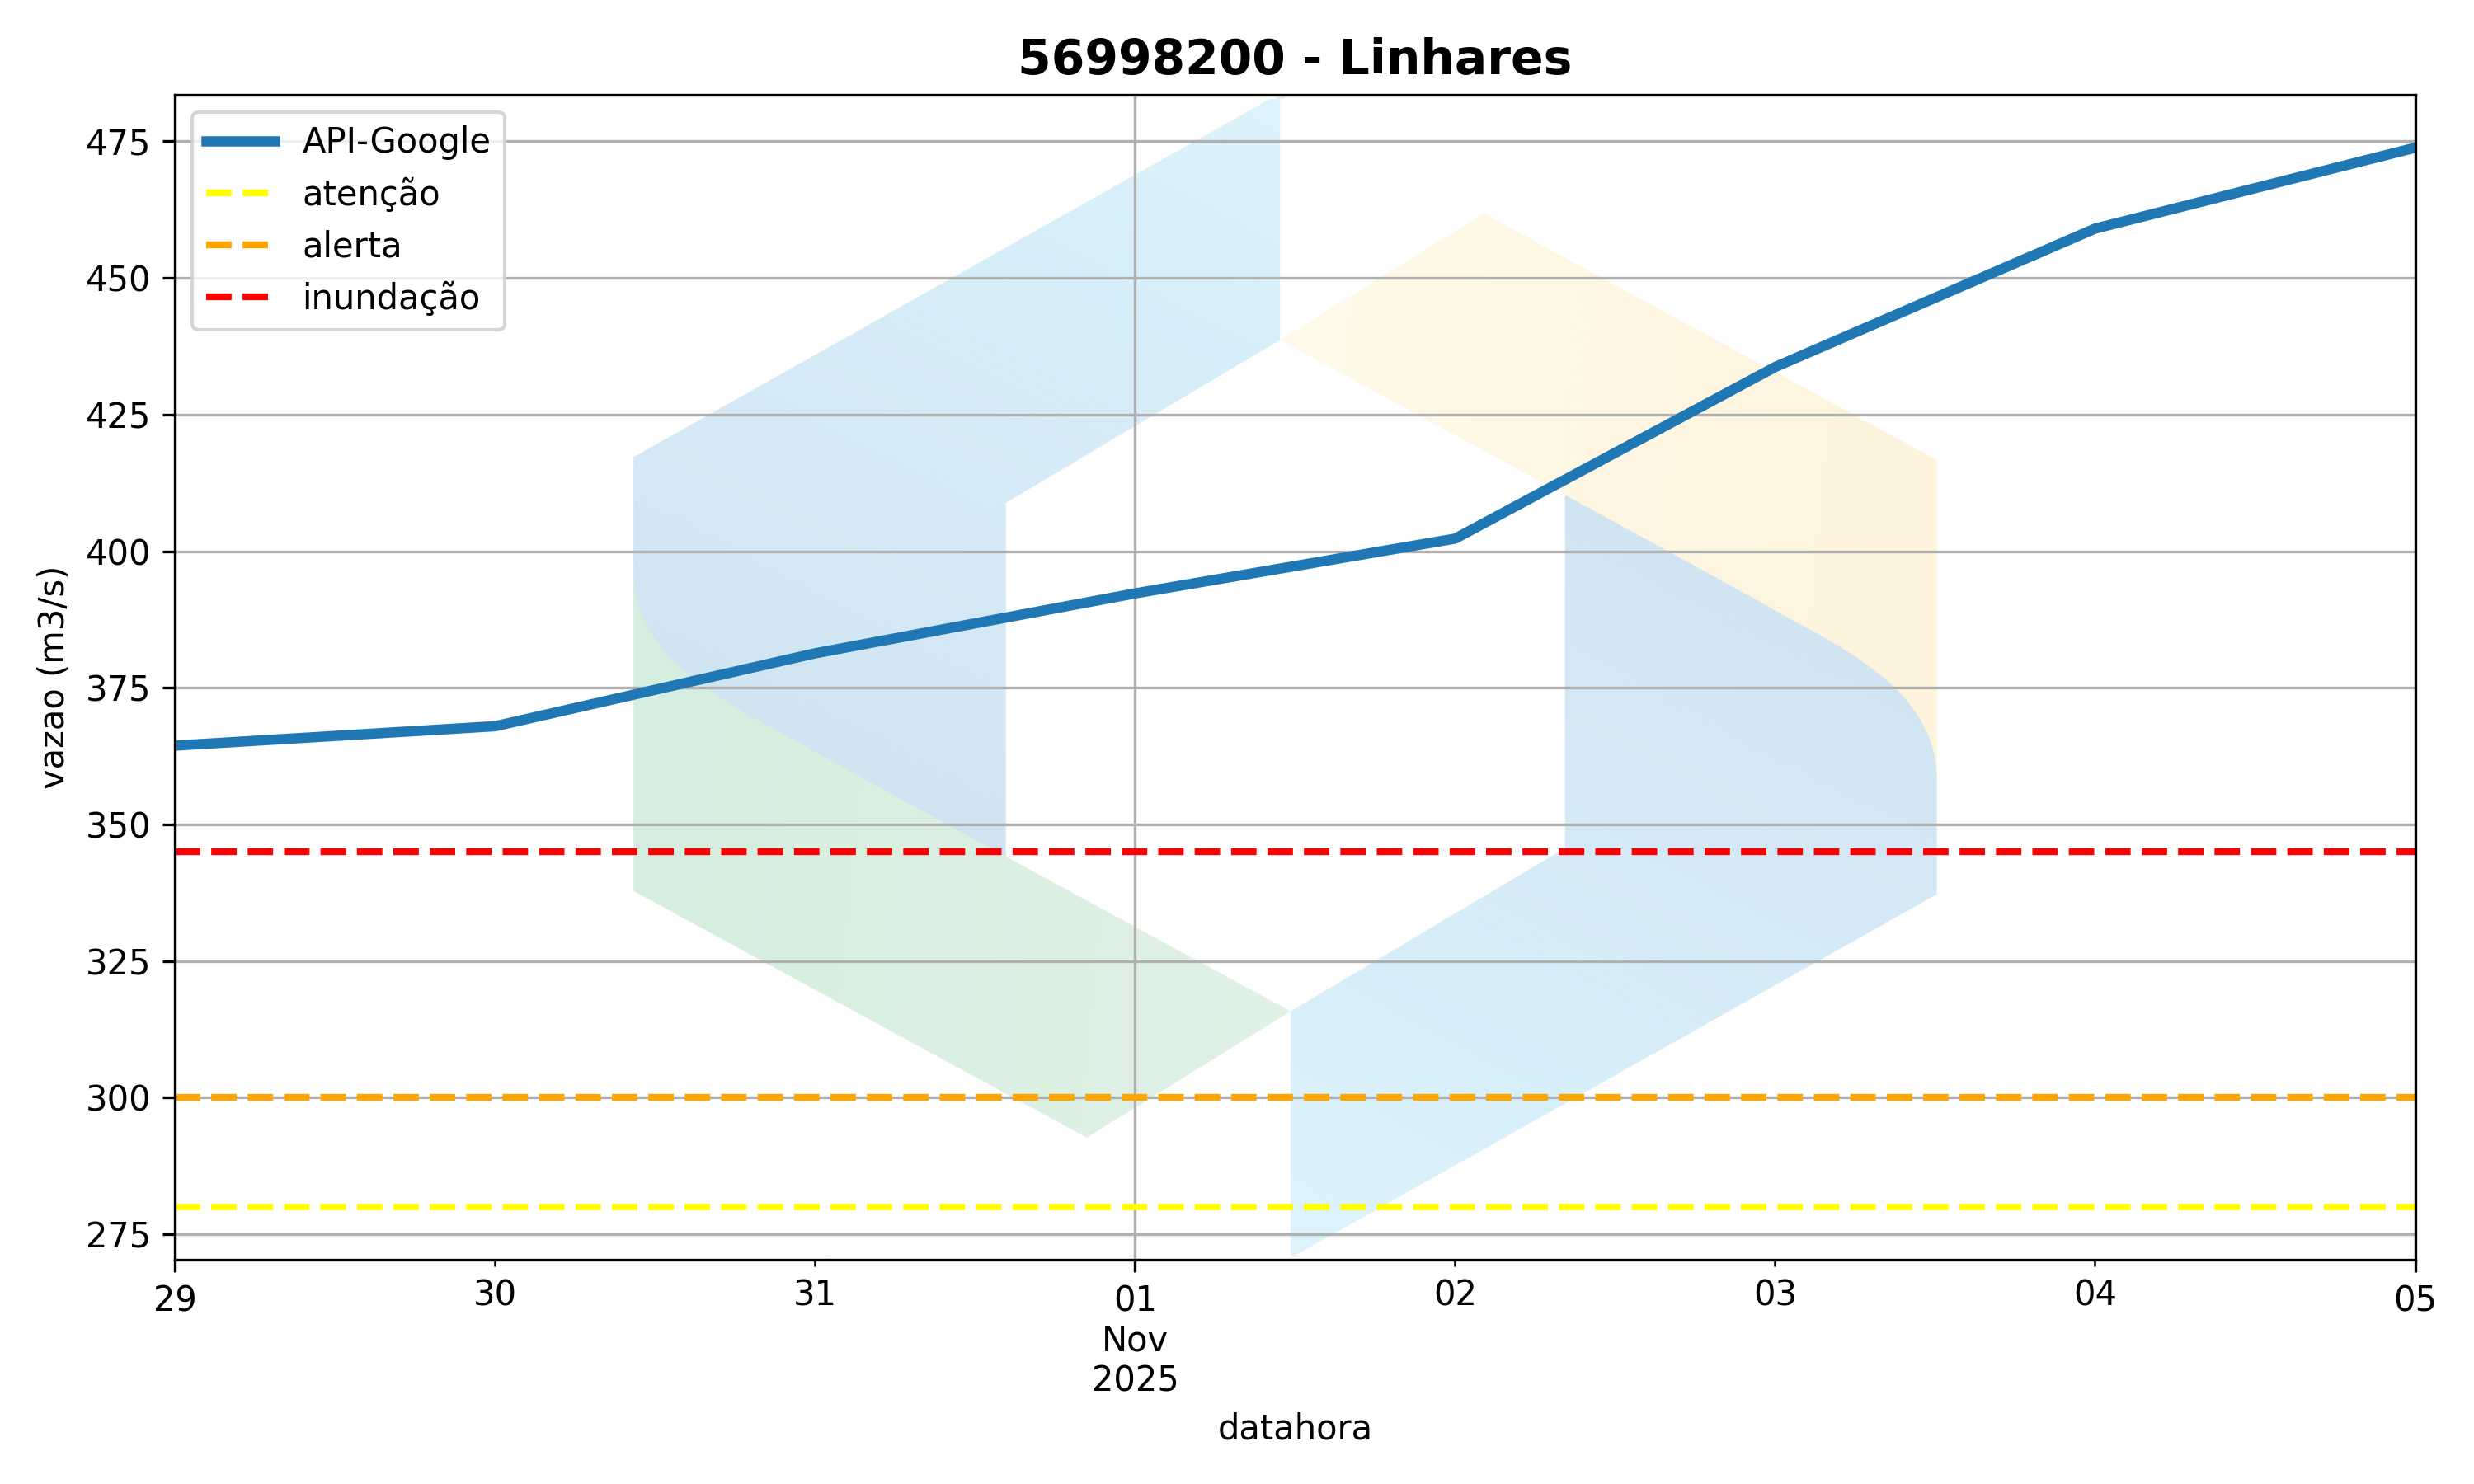 56998200 - Linhares
API-Google
atenção
alerta
inundação
475
450
425
400
375
350
325
300
275
vazao (m3/s)
29 30 31 01 02 03 04 05
Nov
2025
datahora